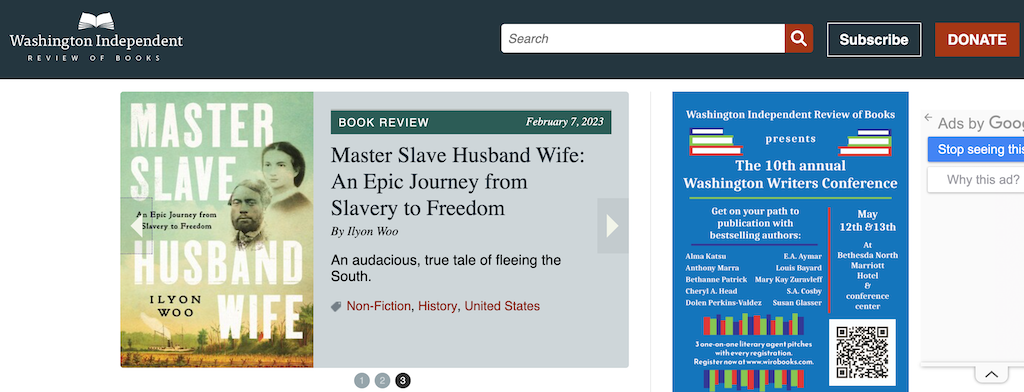 Washington Independent
REVIEW OF BOOKS
Search
Subscribe
DONATE
MASTER
SLAVE
An Epic Journey from
Slavery to Freedom
HUSBAND
WIFE
ILYON
WOO
BOOK REVIEW
February 7, 2023
Master Slave Husband Wife:
An Epic Journey from
Slavery to Freedom
By Ilyon Woo
An audacious, true tale of fleeing the
South.
Non-Fiction, History, United States
1 2 3
Washington Independent Review of Books
presents
The 10th annual
Washington Writers Conference
Get on your path to
publication with
bestselling authors:
Alma Katsu
Anthony Marra
Bethanne Patrick
Cheryl A. Head
Dolen Perkins-Valdez
E.A. Aymar
Louis Bayard
Mary Kay Zuravleff
S.A. Cosby
Susan Glasser
May
12th &13th
At
Bethesda North
Marriott
Hotel
&
conference
center
3 one-on-one literary agent pitches
with every registration.
Register now at www.wirobooks.com.
Ads by Goo
Stop seeing this
Why this ad?